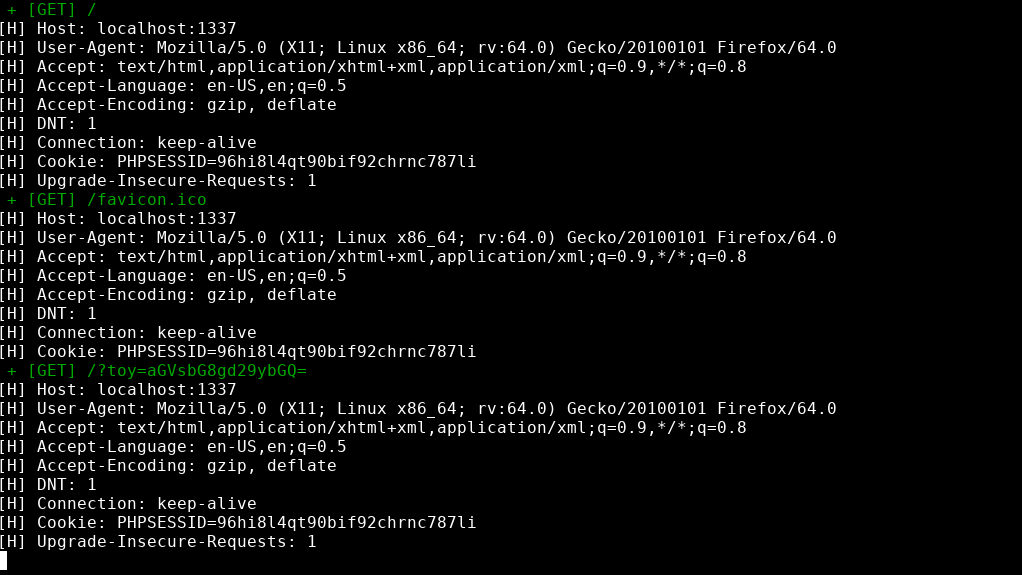 + [GET] /
[H] Host: localhost:1337
[H] User-Agent: Mozilla/5.0 (X11; Linux x86_64; rv:64.0) Gecko/20100101 Firefox/64.0
[H] Accept: text/html,application/xhtml+xml,application/xml;q=0.9,*/*;q=0.8
[H] Accept-Language: en-US,en;q=0.5
[H] Accept-Encoding: gzip, deflate
[H] DNT: 1
[H] Connection: keep-alive
[H] Cookie: PHPSESSID=96hi8l4qt90bif92chrnc787li
[H] Upgrade-Insecure-Requests: 1
+ [GET] /favicon.ico
[H] Host: localhost:1337
[H] User-Agent: Mozilla/5.0 (X11; Linux x86_64; rv:64.0) Gecko/20100101 Firefox/64.0
[H] Accept: text/html,application/xhtml+xml,application/xml;q=0.9,*/*;q=0.8
[H] Accept-Language: en-US,en;q=0.5
[H] Accept-Encoding: gzip, deflate
[H] DNT: 1
[H] Connection: keep-alive
[H] Cookie: PHPSESSID=96hi8l4qt90bif92chrnc787li
+ [GET] /?toy=aGVsbG8gd29ybGQ=
[H] Host: localhost:1337
[H] User-Agent: Mozilla/5.0 (X11; Linux x86_64; rv:64.0) Gecko/20100101 Firefox/64.0
[H] Accept: text/html,application/xhtml+xml,application/xml;q=0.9,*/*;q=0.8
[H] Accept-Language: en-US,en;q=0.5
[H] Accept-Encoding: gzip, deflate
[H] DNT: 1
[H] Connection: keep-alive
[H] Cookie: PHPSESSID=96hi8l4qt90bif92chrnc787li
[H] Upgrade-Insecure-Requests: 1